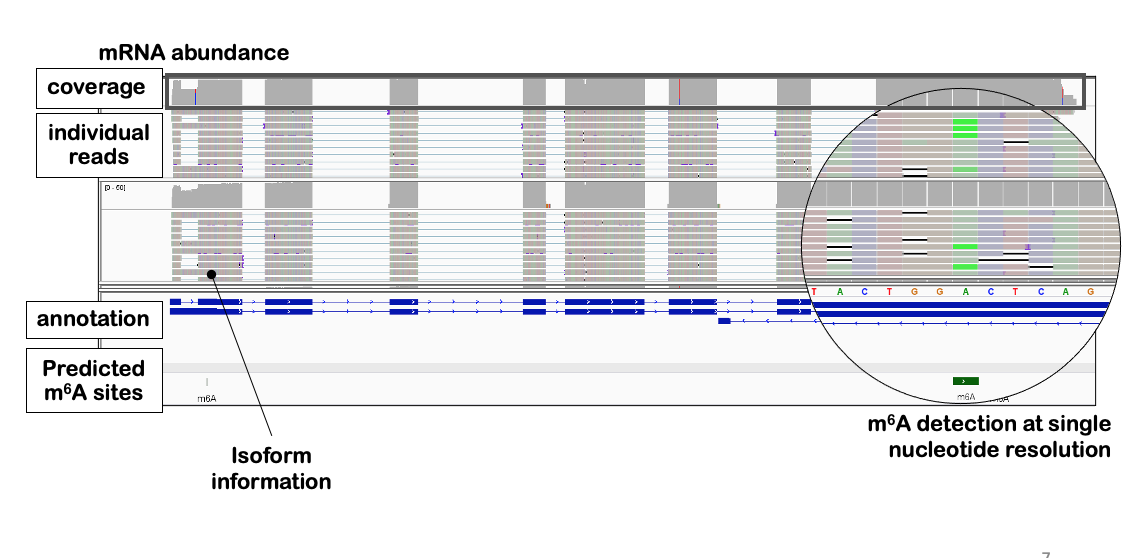 mRNA abundance
coverage
individual
reads
[0 - 60]
T A C T G G A C T C A G
annotation
Predicted
m⁶A sites
m6A
m6A
m⁶A detection at single
nucleotide resolution
Isoform
information
7